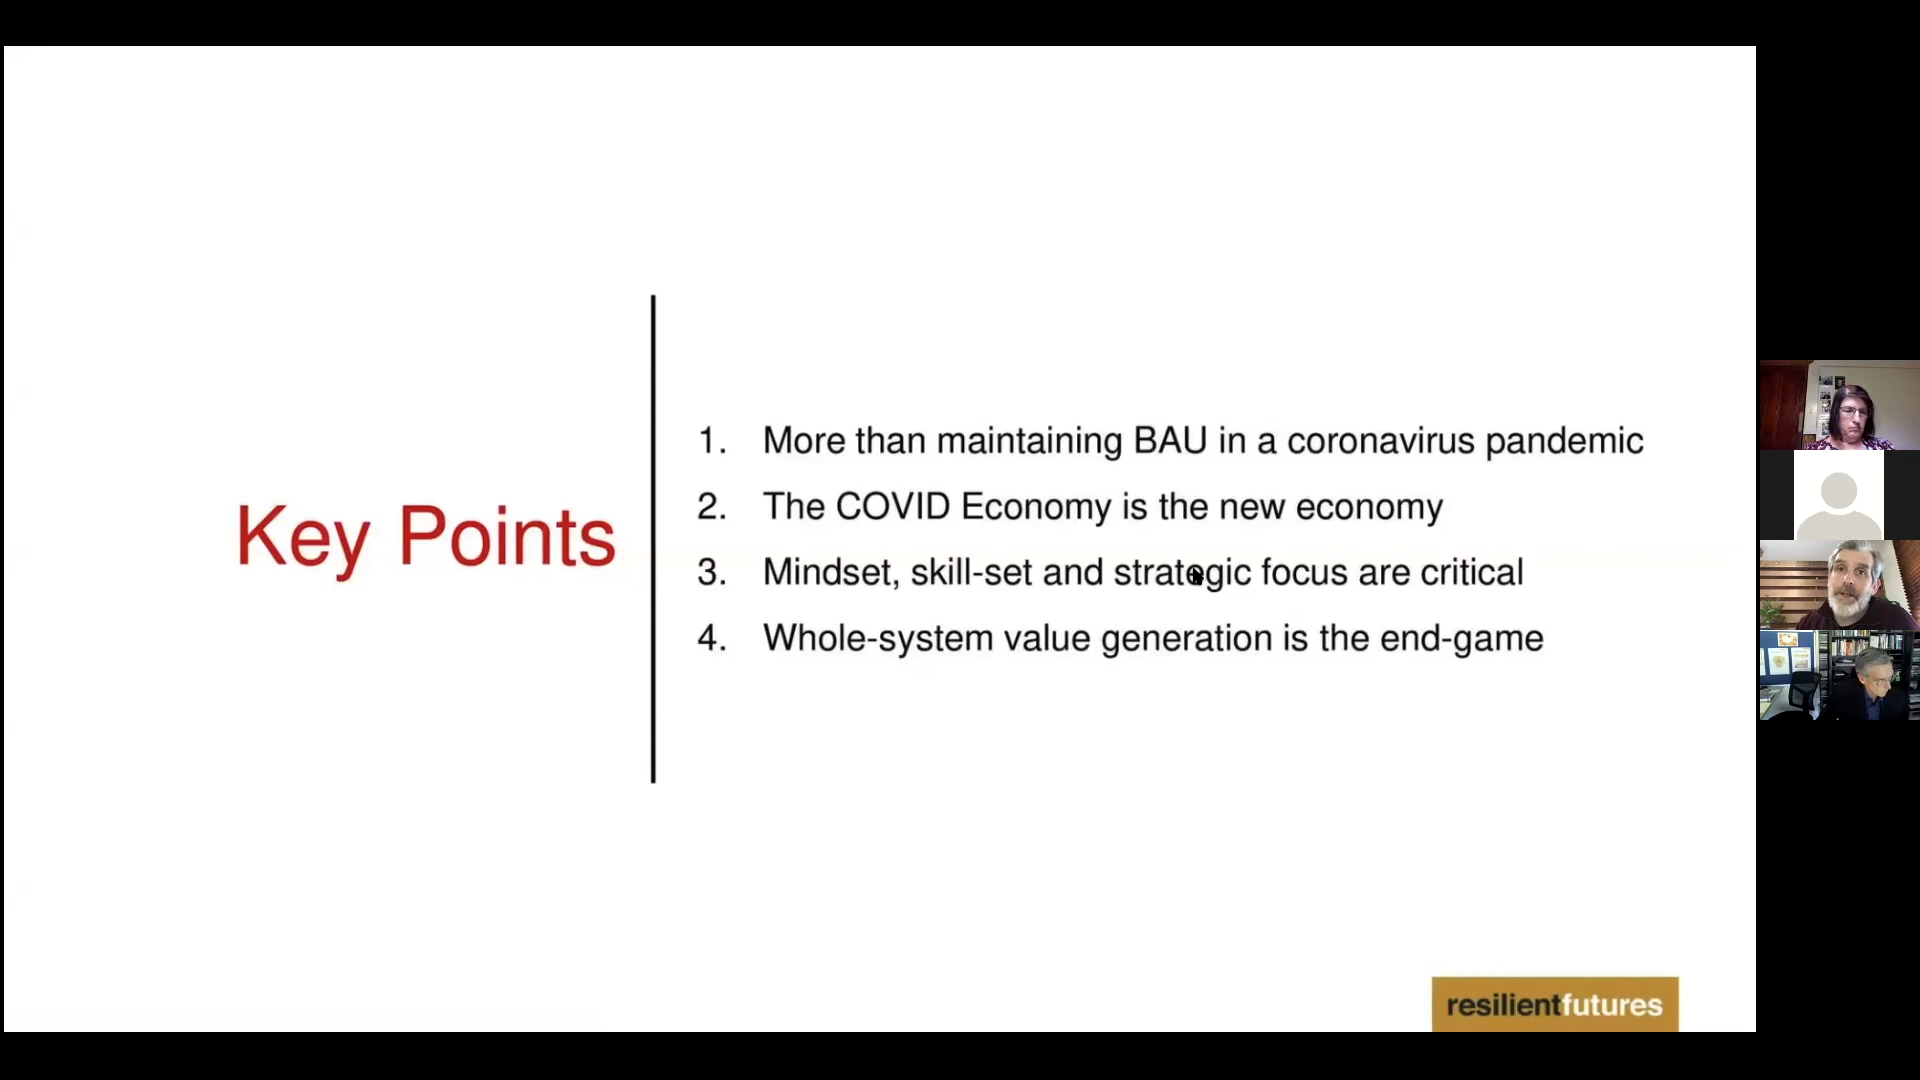 Key Points
1. More than maintaining BAU in a coronavirus pandemic
2. The COVID Economy is the new economy
3. Mindset, skill-set and strategic focus are critical
4. Whole-system value generation is the end-game
resilientfutures